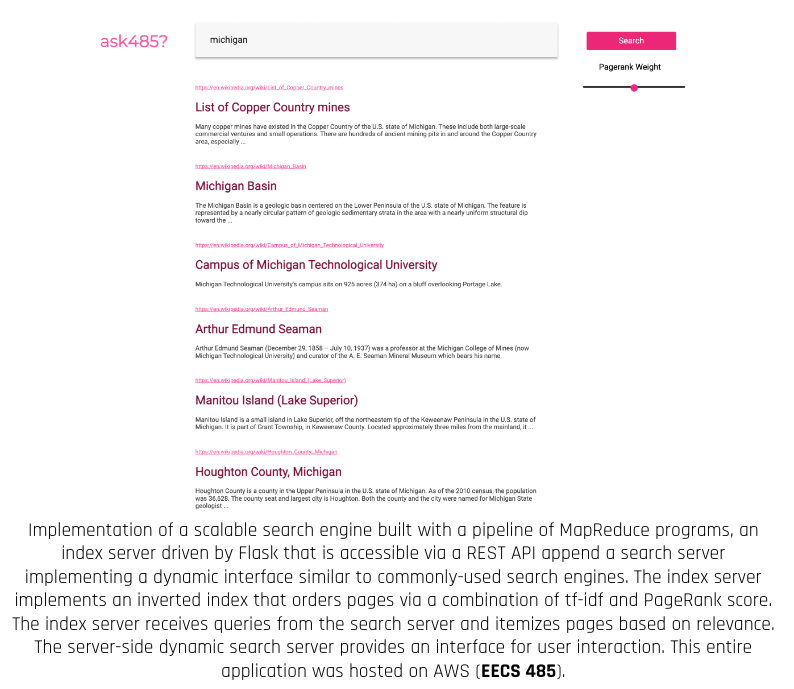 ask485?
michigan
Search
Pagerank Weight
https://en.wikipedia.org/wiki/List_of_Copper_Country_mines
List of Copper Country mines
Many copper mines have existed in the Copper Country of the U.S. state of Michigan. These include both large-scale
commercial ventures and small operations. There are hundreds of ancient mining pits in and around the Copper Country
area, especially ...
https://en.wikipedia.org/wiki/Michigan_Basin
Michigan Basin
The Michigan Basin is a geologic basin centered on the Lower Peninsula of the U.S. state of Michigan. The feature is
represented by a nearly circular pattern of geologic sedimentary strata in the area with a nearly uniform structural dip
toward the ...
https://en.wikipedia.org/wiki/Campus_of_Michigan_Technological_University
Campus of Michigan Technological University
Michigan Technological University's campus sits on 925 acres (374 ha) on a bluff overlooking Portage Lake.
https://en.wikipedia.org/wiki/Arthur_Edmund_Seaman
Arthur Edmund Seaman
Arthur Edmund Seaman (December 29, 1858 – July 10, 1937) was a professor at the Michigan College of Mines (now
Michigan Technological University) and curator of the A. E. Seaman Mineral Museum which bears his name.
https://en.wikipedia.org/wiki/Manitou_Island_(Lake_Superior)
Manitou Island (Lake Superior)
Manitou Island is a small island in Lake Superior, off the northeastern tip of the Keweenaw Peninsula in the U.S. state of
Michigan. It is part of Grant Township, in Keweenaw County. Located approximately three miles from the mainland, it ...
https://en.wikipedia.org/wiki/Houghton_County,_Michigan
Houghton County, Michigan
Houghton County is a county in the Upper Peninsula in the U.S. state of Michigan. As of the 2010 census, the population
was 36,628. The county seat and largest city is Houghton. Both the county and the city were named for Michigan State
geologist ...
Implementation of a scalable search engine built with a pipeline of MapReduce programs, an
index server driven by Flask that is accessible via a REST API append a search server
implementing a dynamic interface similar to commonly-used search engines. The index server
implements an inverted index that orders pages via a combination of tf-idf and PageRank score.
The index server receives queries from the search server and itemizes pages based on relevance.
The server-side dynamic search server provides an interface for user interaction. This entire
application was hosted on AWS (EECS 485).